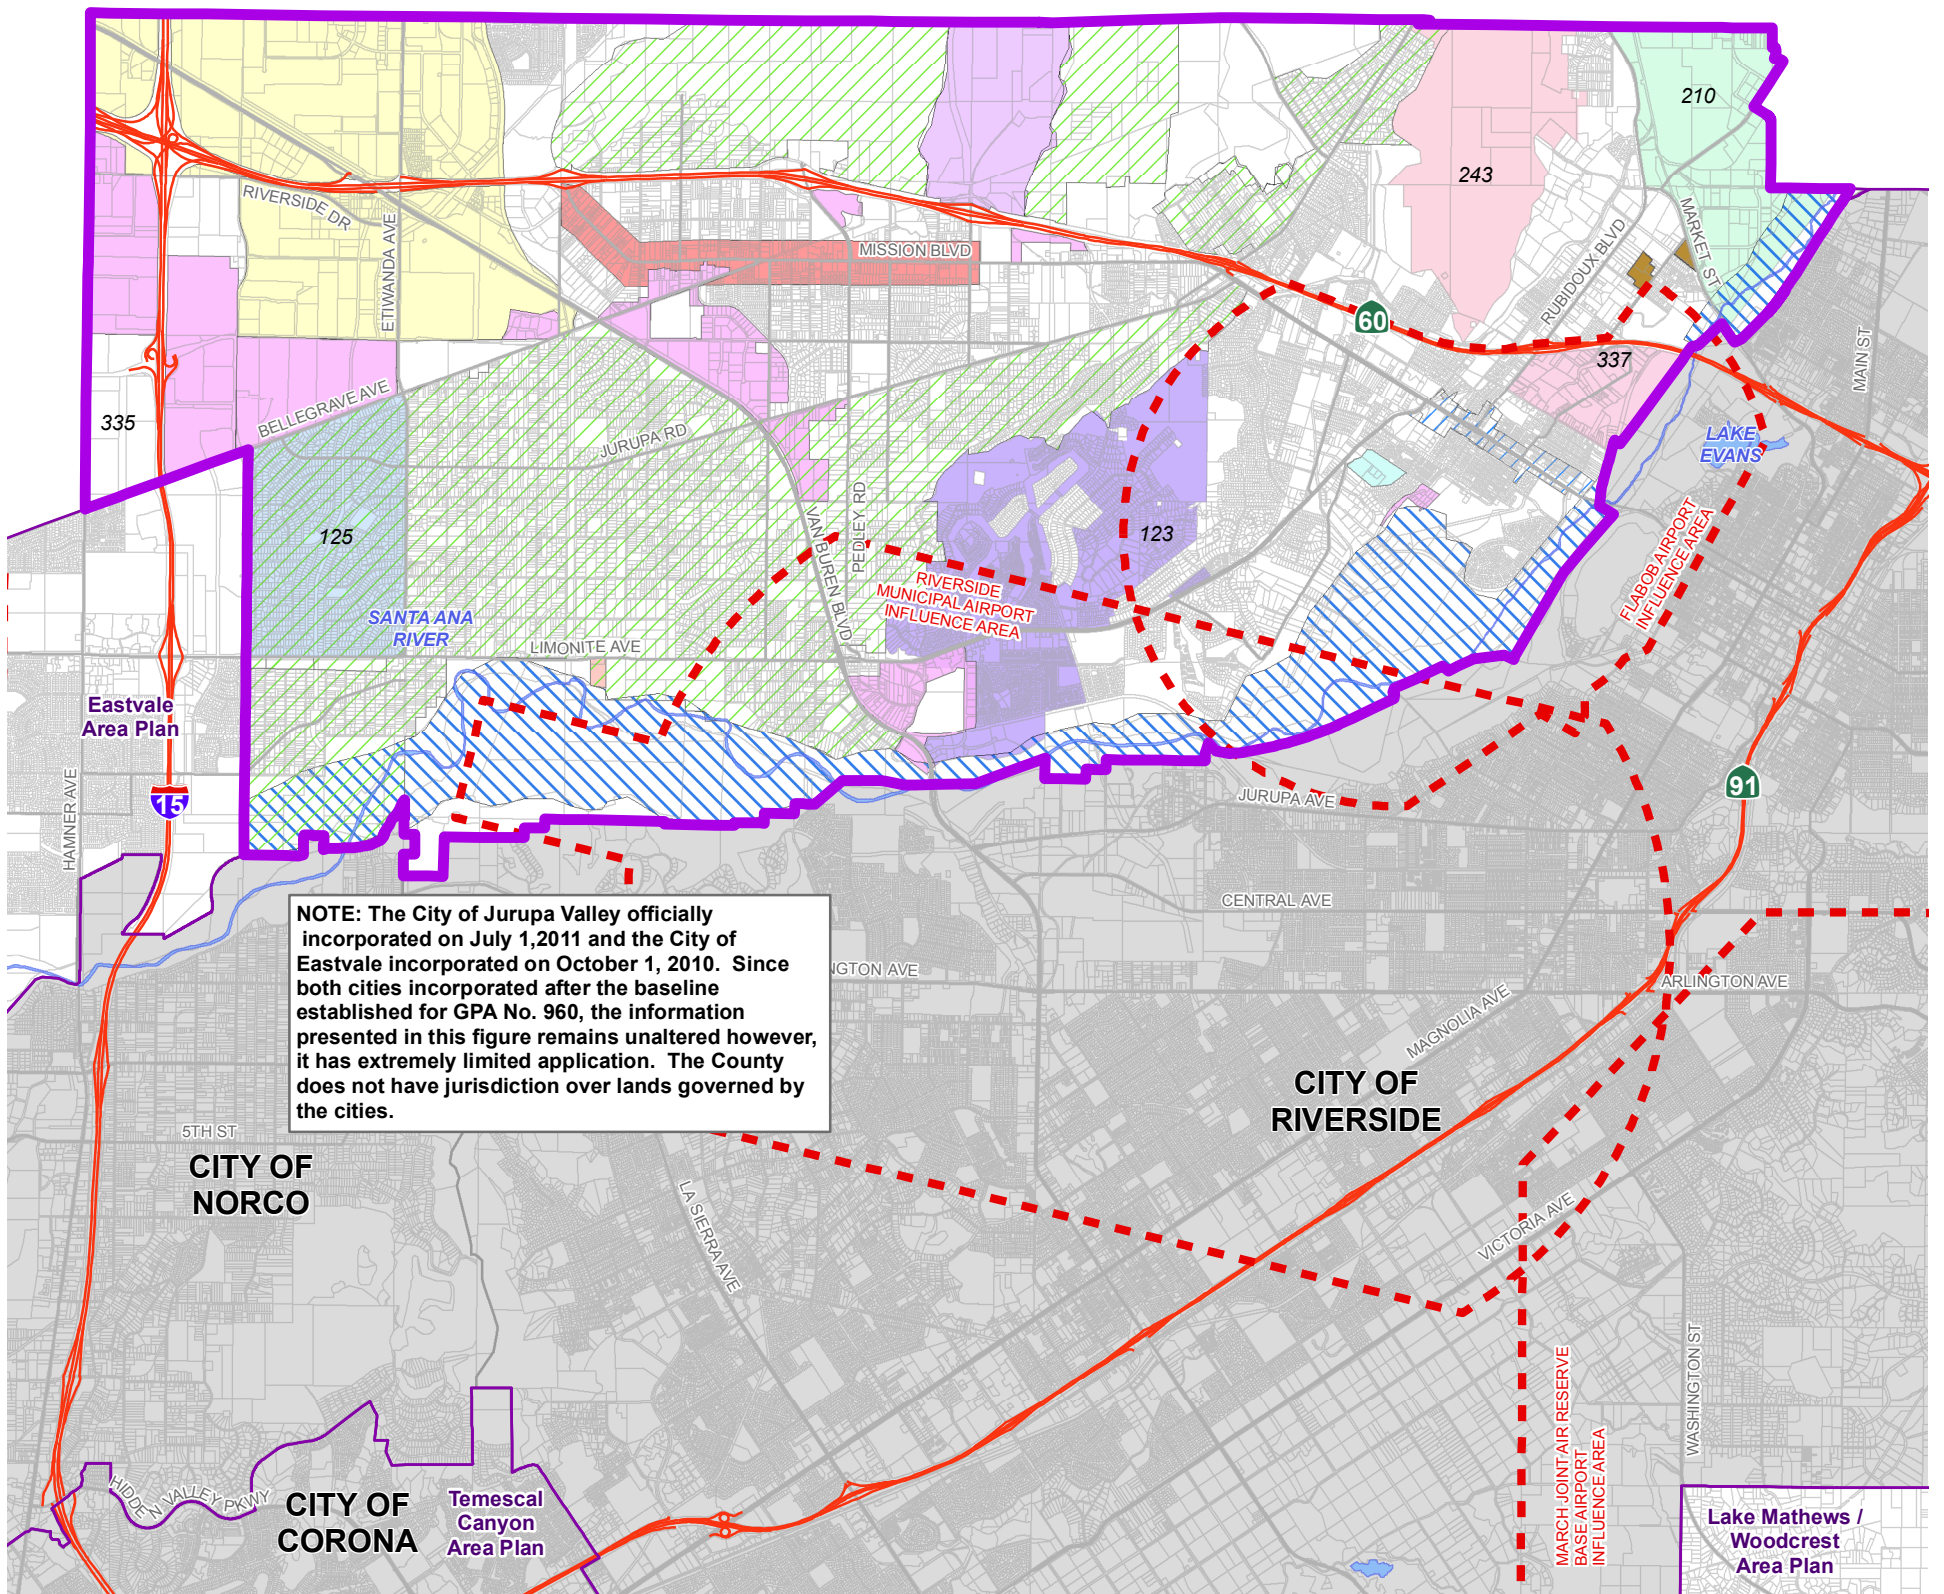 210
243
RIVERSIDE DR
ETIWANDA AVE
MISSION BLVD
MARKET ST
RUBIDOUX BLVD
60
337
MAIN ST
335
BELLEGRAVE AVE
JURUPA RD
LAKE
EVANS
125
PEDLEY RD
VAN BUREN BLVD
123
FLABOB AIRPORT
INFLUENCE AREA
RIVERSIDE
MUNICIPAL AIRPORT
INFLUENCE AREA
SANTA ANA
RIVER
LIMONITE AVE
Eastvale
Area Plan
HAMNER AVE
15
91
JURUPA AVE
CENTRAL AVE
NOTE: The City of Jurupa Valley officially
incorporated on July 1,2011 and the City of
Eastvale incorporated on October 1, 2010. Since
both cities incorporated after the baseline
established for GPA No. 960, the information
presented in this figure remains unaltered however,
it has extremely limited application. The County
does not have jurisdiction over lands governed by
the cities.
NGTON AVE
ARLINGTON AVE
MAGNOLIA AVE
CITY OF
RIVERSIDE
5TH ST
CITY OF
NORCO
LA SIERRA AVE
VICTORIA AVE
WASHINGTON ST
MARCH JOINT AIR RESERVE
BASE AIRPORT
INFLUENCE AREA
HIDDEN VALLEY PKWY
CITY OF
CORONA
Temescal
Canyon
Area Plan
Lake Mathews /
Woodcrest
Area Plan